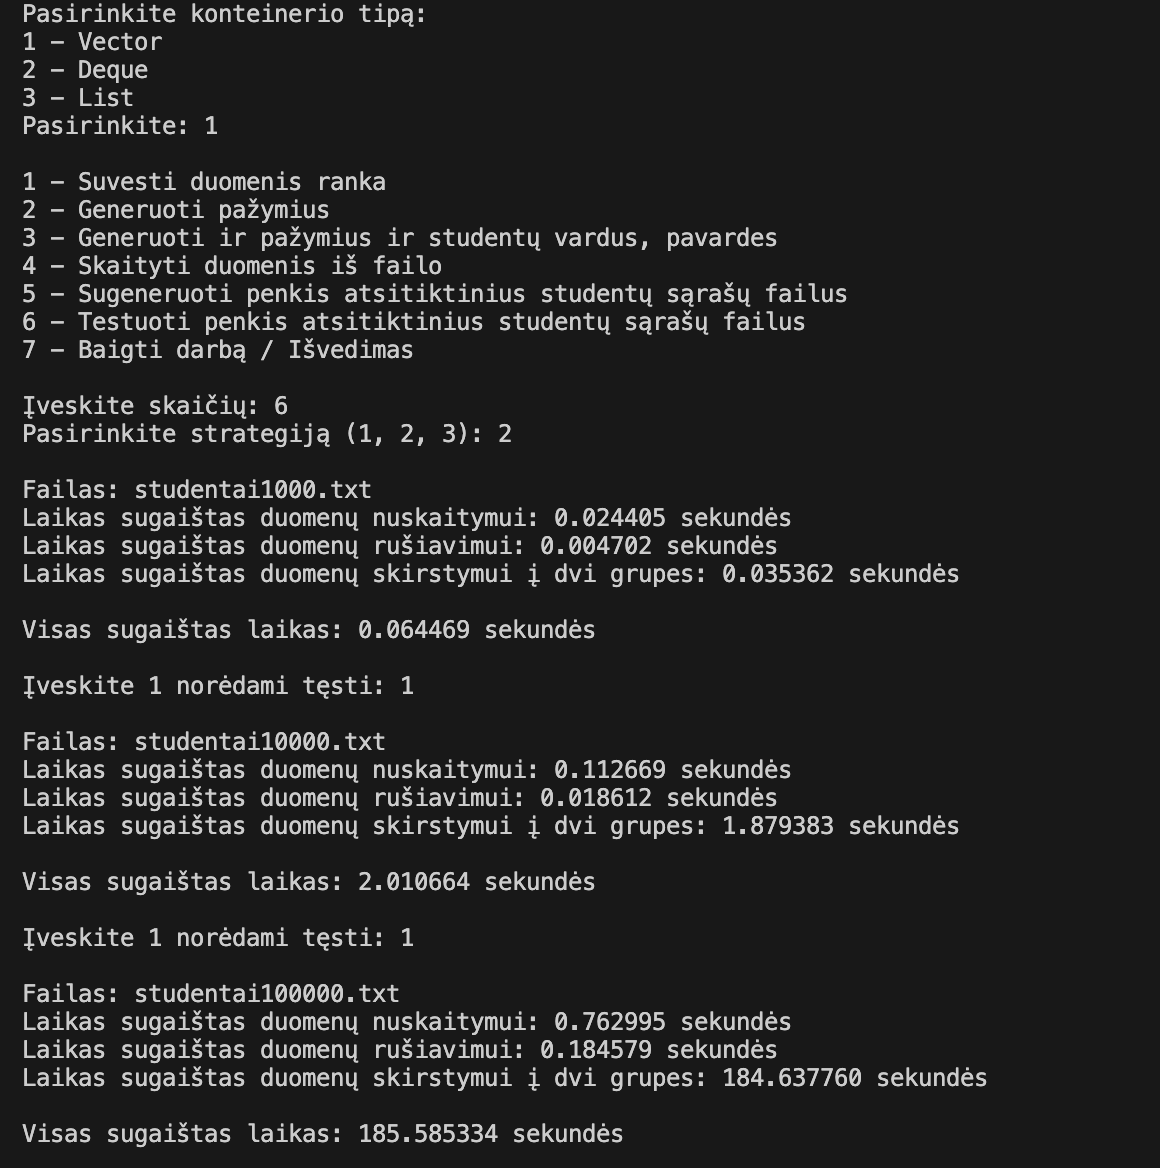 Pasirinkite konteinerio tipą:
1 – Vector
2 – Deque
3 – List
Pasirinkite: 1
1 – Suvesti duomenis ranka
2 – Generuoti pažymius
3 – Generuoti ir pažymius ir studentų vardus, pavardes
4 – Skaityti duomenis iš failo
5 – Sugeneruoti penkis atsitiktinius studentų sąrašų failus
6 – Testuoti penkis atsitiktinius studentų sąrašų failus
7 – Baigti darbą / Išvedimas
Įveskite skaičių: 6
Pasirinkite strategiją (1, 2, 3): 2
Failas: studentai1000.txt
Laikas sugaištas duomenų nuskaitymui: 0.024405 sekundės
Laikas sugaištas duomenų rušiavimui: 0.004702 sekundės
Laikas sugaištas duomenų skirstymui į dvi grupes: 0.035362 sekundės
Visas sugaištas laikas: 0.064469 sekundės
Įveskite 1 norėdami tęsti: 1
Failas: studentai10000.txt
Laikas sugaištas duomenų nuskaitymui: 0.112669 sekundės
Laikas sugaištas duomenų rušiavimui: 0.018612 sekundės
Laikas sugaištas duomenų skirstymui į dvi grupes: 1.879383 sekundės
Visas sugaištas laikas: 2.010664 sekundės
Įveskite 1 norėdami tęsti: 1
Failas: studentai100000.txt
Laikas sugaištas duomenų nuskaitymui: 0.762995 sekundės
Laikas sugaištas duomenų rušiavimui: 0.184579 sekundės
Laikas sugaištas duomenų skirstymui į dvi grupes: 184.637760 sekundės
Visas sugaištas laikas: 185.585334 sekundės